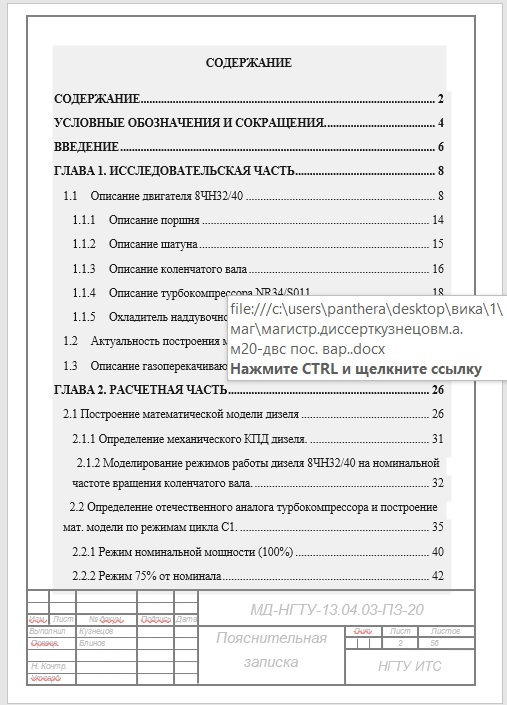 СОДЕРЖАНИЕ
СОДЕРЖАНИЕ 2
УСЛОВНЫЕ ОБОЗНАЧЕНИЯ И СОКРАЩЕНИЯ. 4
ВВЕДЕНИЕ 6
ГЛАВА 1. ИССЛЕДОВАТЕЛЬСКАЯ ЧАСТЬ. 8
1.1 Описание двигателя 8ЧН32/40 8
1.1.1 Описание поршня 14
1.1.2 Описание шатуна 15
1.1.3 Описание коленчатого вала 16
1.1.4 Описание турбокомпрессора NR34/S011 18
1.1.5 Охладитель наддувочно
1.2 Актуальность построения м
1.3 Описание газоперекачиваю
file:///c:\users\panthera\desktop\вика\1\
маг\магистр.диссерткузнецовм.а.
м20-двс пос. вар..docx
Нажмите CTRL и щелкните ссылку
ГЛАВА 2. РАСЧЕТНАЯ ЧАСТЬ 26
2.1 Построение математической модели дизеля 26
2.1.1 Определение механического КПД дизеля. 31
2.1.2 Моделирование режимов работы дизеля 8ЧН32/40 на номинальной
частоте вращения коленчатого вала. 32
2.2 Определение отечественного аналога турбокомпрессора и построение
мат. модели по режимам цикла С1. 35
2.2.1 Режим номинальной мощности (100%) 40
2.2.2 Режим 75% от номинала 42
МД-НГТУ-13.04.03-ПЗ-20
Изм. Лист № докум. Подпись Дата
Выполнил Кузнецов
Блинов
Н. Контр.
Пояснительная
записка
Лист Листов
2 56
НГТУ ИТС